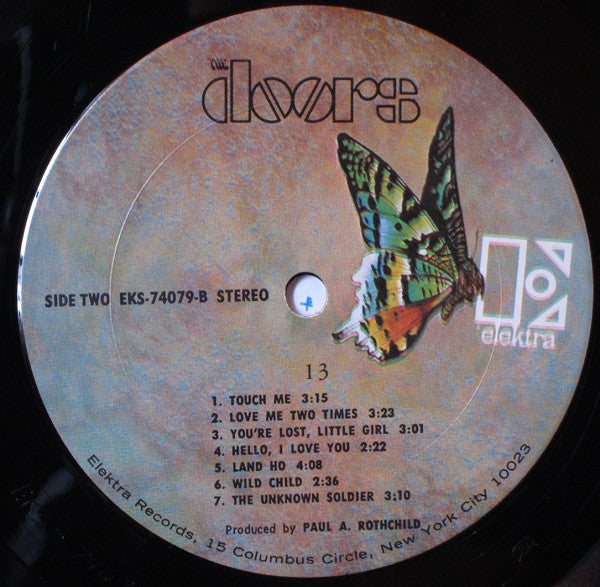 THE
doors
SIDE TWO EKS-74079-B STEREO
elektra
13
1. TOUCH ME 3:15
2. LOVE ME TWO TIMES 3:23
3. YOU'RE LOST, LITTLE GIRL 3:01
4. HELLO, I LOVE YOU 2:22
5. LAND HO 4:08
6. WILD CHILD 2:36
7. THE UNKNOWN SOLDIER 3:10
Produced by PAUL A. ROTHCHILD
Elektra Records, 15 Columbus Circle, New York City 10023